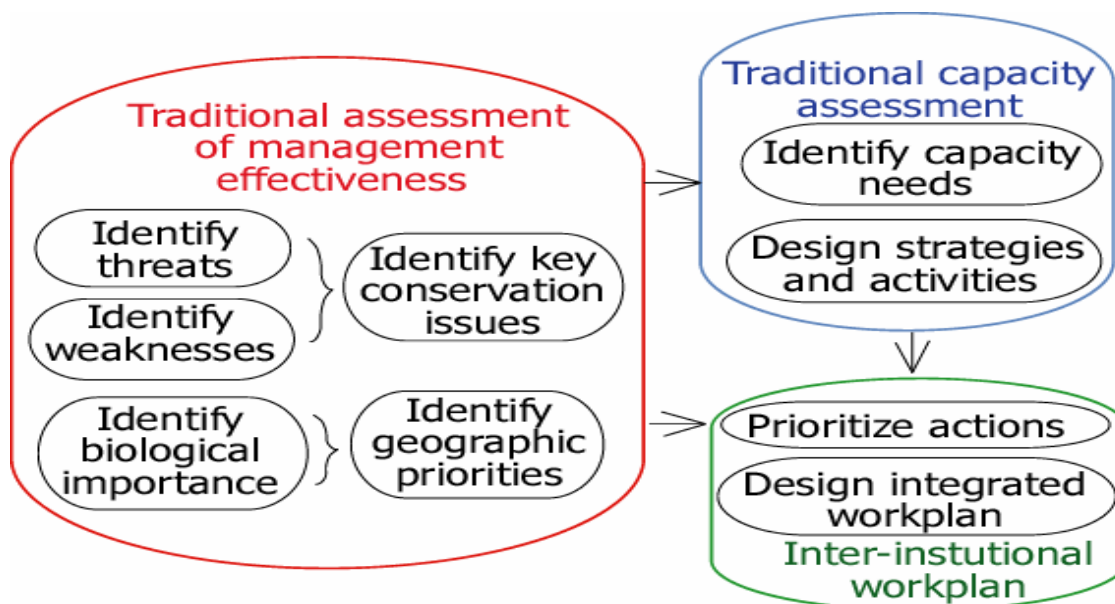 Traditional assessment
of management
effectiveness
Identify
threats
Identify
weaknesses
Identify key
conservation
issues
Identify
biological
importance
Identify
geographic
priorities
Traditional capacity
assessment
Identify capacity
needs
Design strategies
and activities
Prioritize actions
Design integrated
workplan
Inter-instutional
workplan